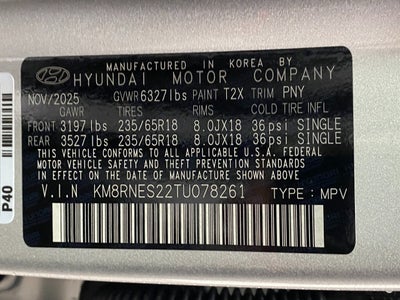 MANUFACTURED IN KOREA BY
HYUNDAI MOTOR COMPANY
NOV/2025 GVWR 6327lbs PAINT T2X TRIM PNY
GAWR TIRES RIMS COLD TIRE INFL
FRONT 3197lbs 235/65R18 8.0JX18 36psi SINGLE
REAR 3527lbs 235/65R18 8.0JX18 36psi SINGLE
THIS VEHICLE CONFORMS TO ALL APPLICABLE U.S.A. FEDERAL
MOTOR VEHICLE SAFETY AND THEFT PREVENTION STANDARDS IN
EFFECT ON THE DATE OF MANUFACTURE SHOWN ABOVE.
V.I.N KM8RNES22TU078261 TYPE: MPV
P40